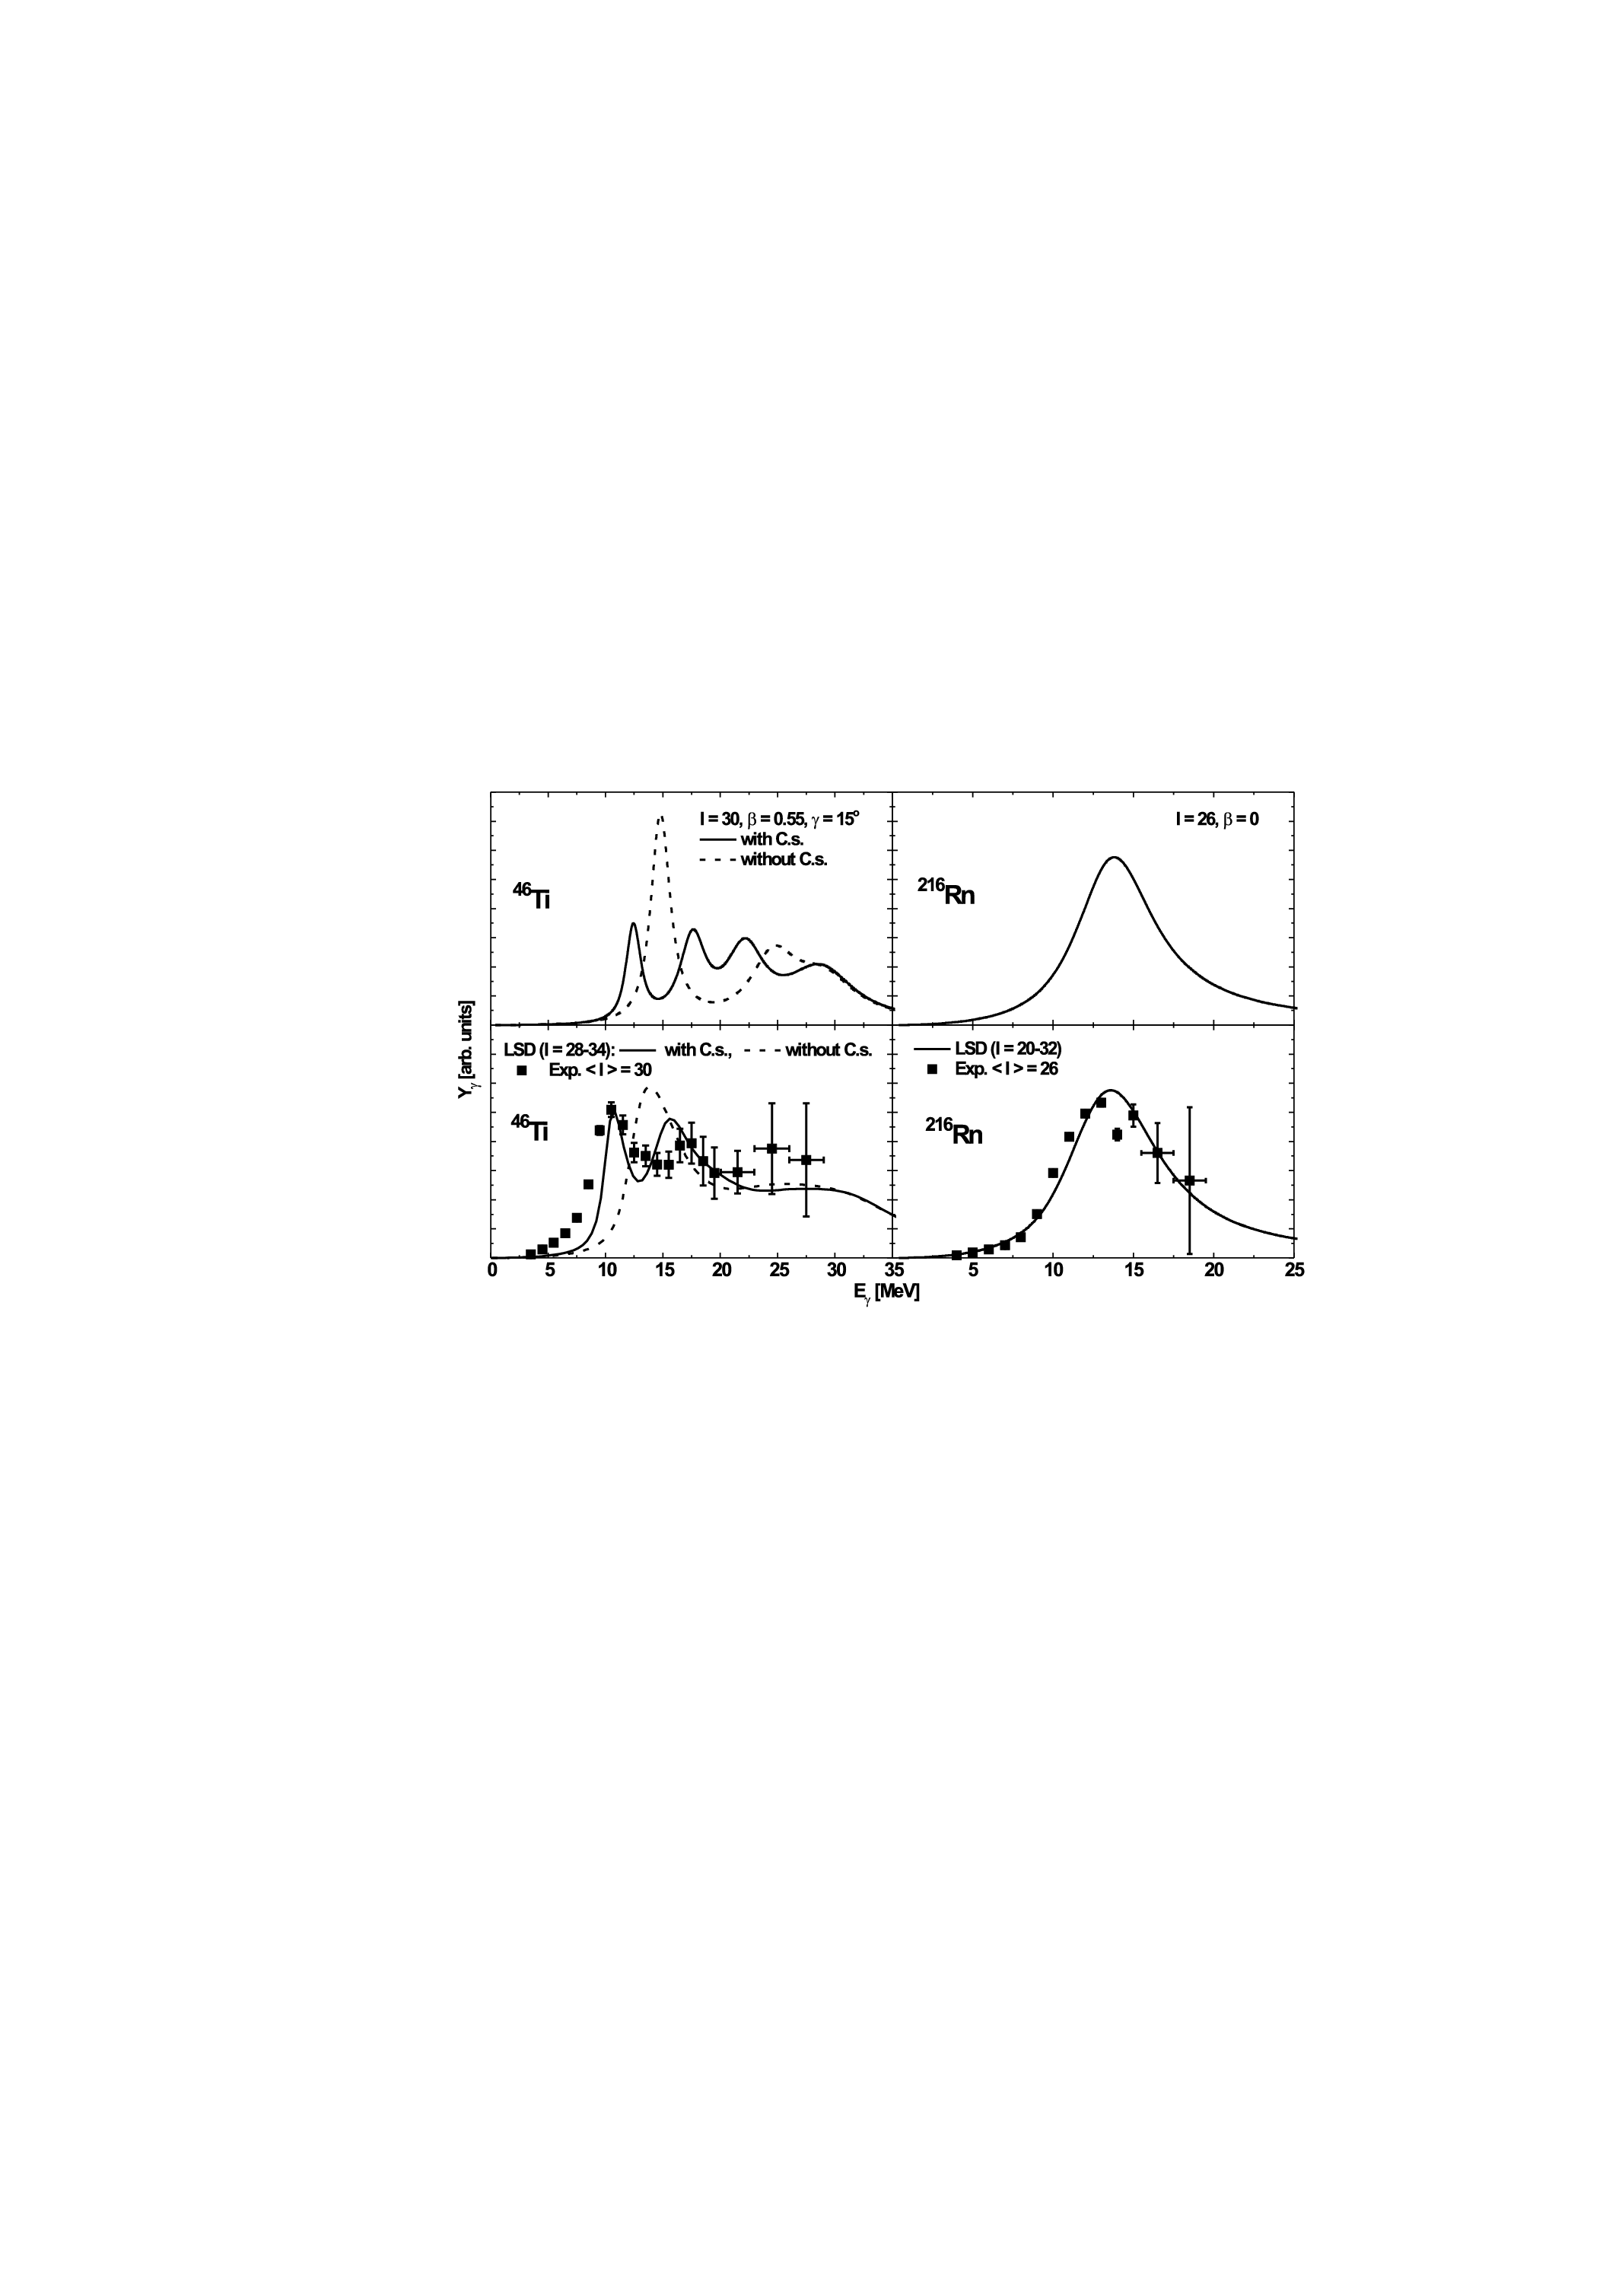 I = 30, β = 0.55, γ = 15°
with C.s.
without C.s.
46Ti
I = 26, β = 0
216Rn
Yγ [arb. units]
LSD (I = 28-34): with C.s., without C.s.
Exp. < I > = 30
46Ti
LSD (I = 20-32)
Exp. < I > = 26
216Rn
0 5 10 15 20 25 30 35 5 10 15 20 25
Eγ [MeV]